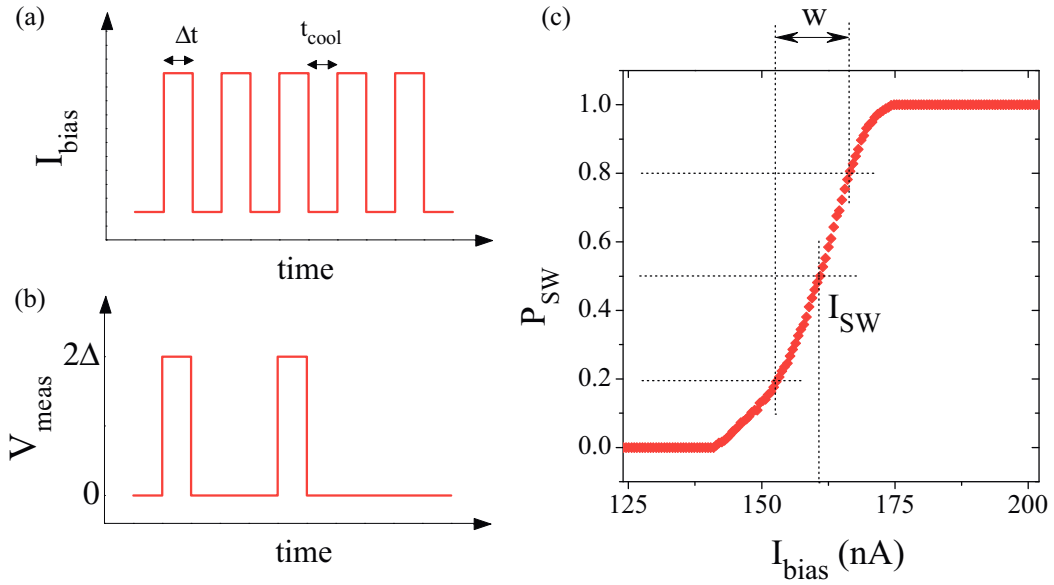 (a)
Δt
t_cool
I_bias
time
(b)
2Δ
0
V_meas
time
(c)
w
1.0
0.8
0.6
0.4
0.2
0.0
P_SW
I_SW
125
150
175
200
I_bias (nA)